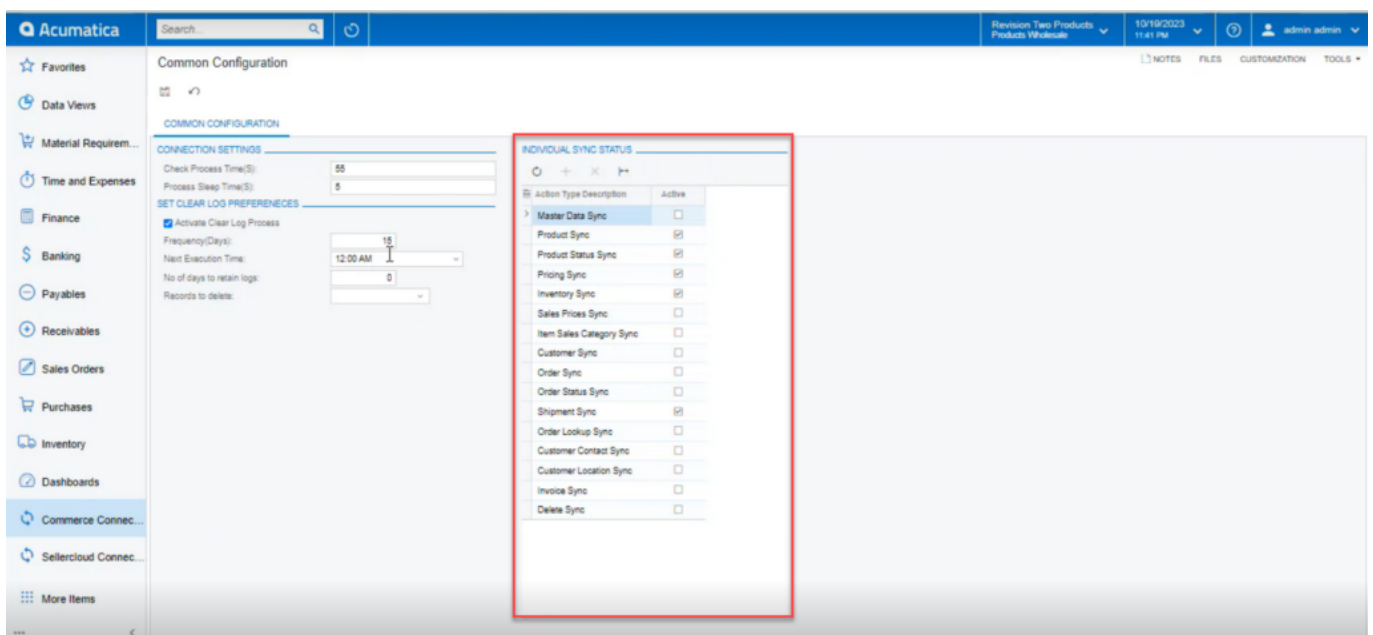 Acumatica
Search...
Revision Two Products
Products Wholesale
10/19/2023
11:41 PM
admin admin
Favorites
Data Views
Material Requirem...
Time and Expenses
Finance
Banking
Payables
Receivables
Sales Orders
Purchases
Inventory
Dashboards
Commerce Connec...
Sellercloud Connec...
More Items
Common Configuration
NOTES FILES CUSTOMIZATION TOOLS
COMMON CONFIGURATION
CONNECTION SETTINGS
Check Process Time(S): 55
Process Sleep Time(S): 5
SET CLEAR LOG PREFERENECES
Activate Clear Log Process
Frequency(Days): 15
Next Execution Time: 12:00 AM
No of days to retain logs: 0
Records to delete:
INDIVIDUAL SYNC STATUS
Action Type Description Active
Master Data Sync
Product Sync
Product Status Sync
Pricing Sync
Inventory Sync
Sales Prices Sync
Item Sales Category Sync
Customer Sync
Order Sync
Order Status Sync
Shipment Sync
Order Lookup Sync
Customer Contact Sync
Customer Location Sync
Invoice Sync
Delete Sync